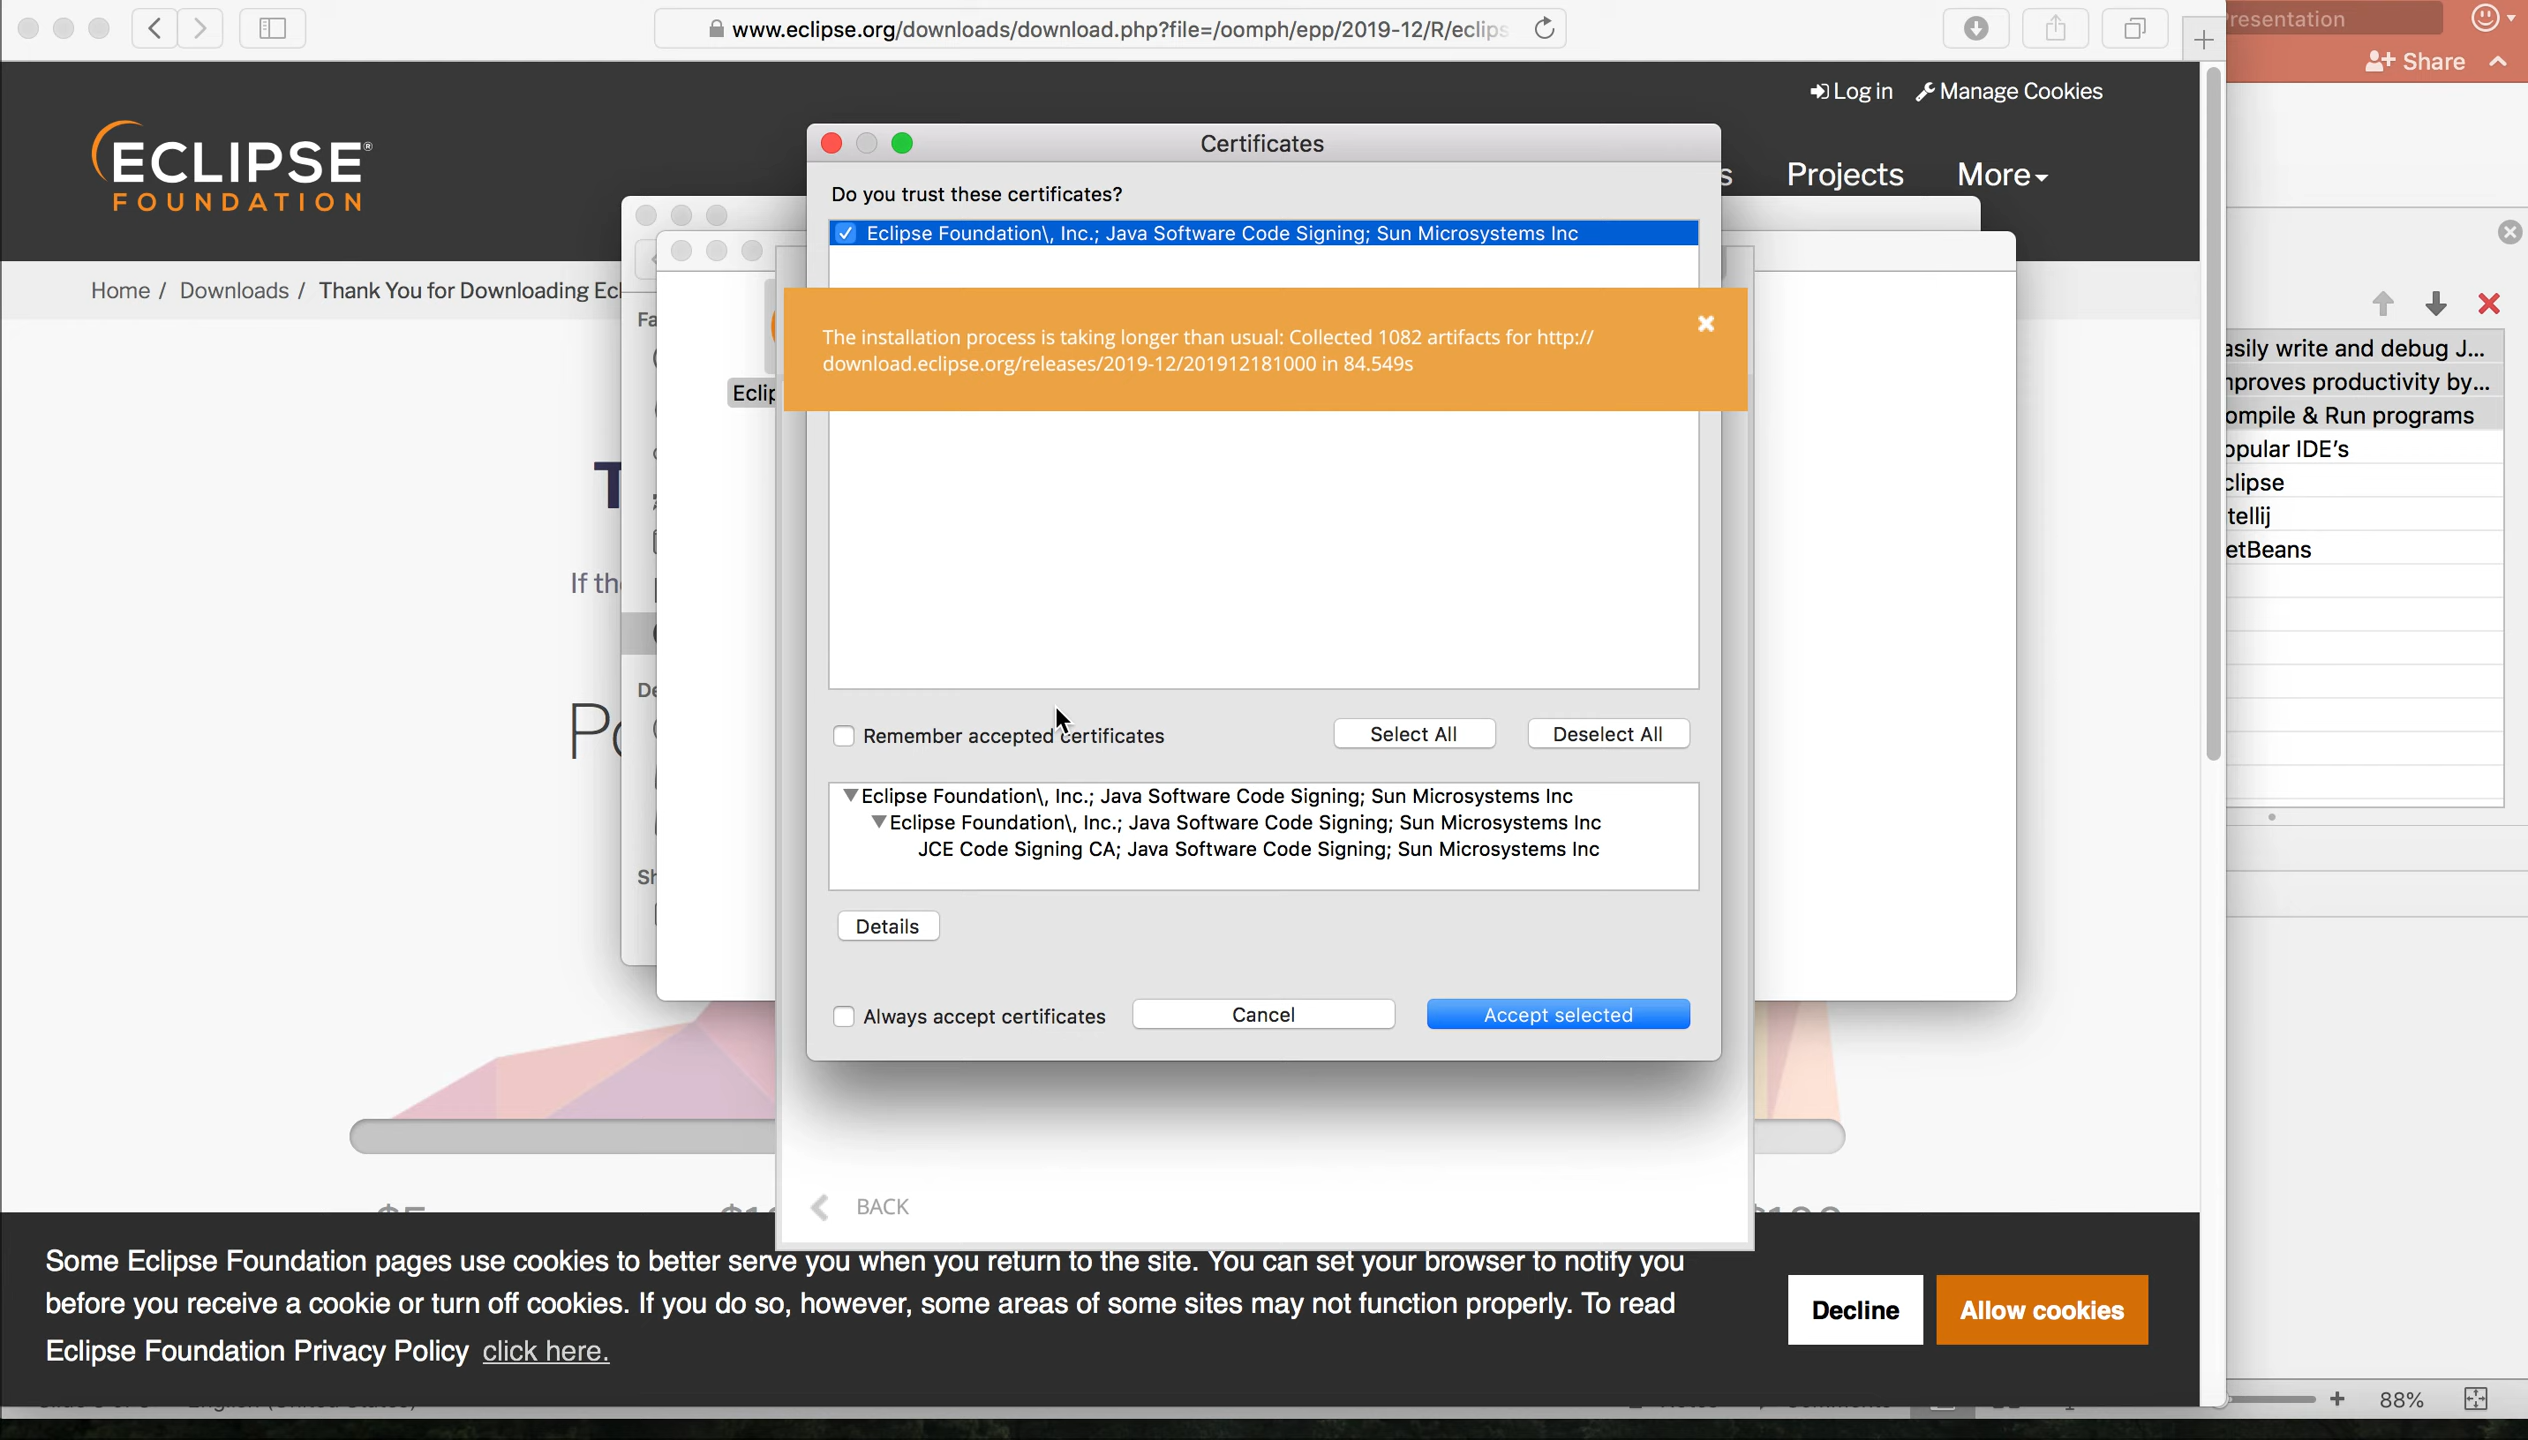 www.eclipse.org/downloads/download.php?file=/oomph/epp/2019-12/R/eclips
resentation
Share
Log in
Manage Cookies
ECLIPSE®
FOUNDATION
Certificates
Projects
More
Do you trust these certificates?
Eclipse Foundation\, Inc.; Java Software Code Signing; Sun Microsystems Inc
Home / Downloads / Thank You for Downloading Ecl
Fa
The installation process is taking longer than usual: Collected 1082 artifacts for http://
download.eclipse.org/releases/2019-12/201912181000 in 84.549s
Eclip
asily write and debug J...
nproves productivity by...
ompile & Run programs
opular IDE's
clipse
tellij
etBeans
T
If the
Po
De
Remember accepted certificates
Select All
Deselect All
Eclipse Foundation\, Inc.; Java Software Code Signing; Sun Microsystems Inc
Eclipse Foundation\, Inc.; Java Software Code Signing; Sun Microsystems Inc
JCE Code Signing CA; Java Software Code Signing; Sun Microsystems Inc
Sh
Details
Always accept certificates
Cancel
Accept selected
BACK
Some Eclipse Foundation pages use cookies to better serve you when you return to the site. You can set your browser to notify you
before you receive a cookie or turn off cookies. If you do so, however, some areas of some sites may not function properly. To read
Eclipse Foundation Privacy Policy click here.
Decline
Allow cookies
88%